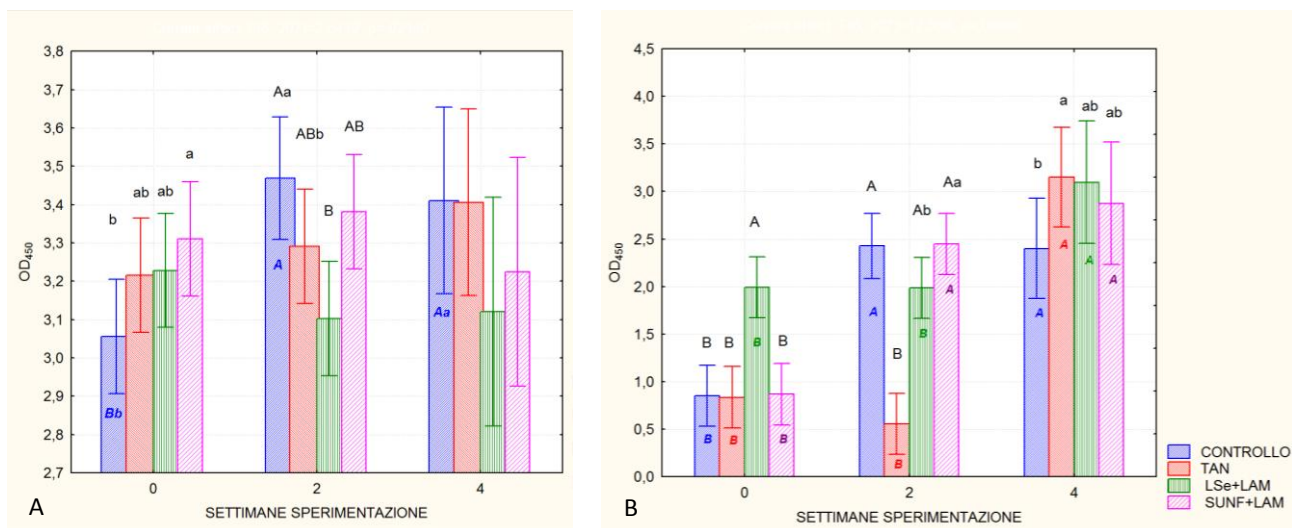 3,8
3,7
3,6
3,5
3,4
3,3
3,2
3,1
3,0
2,9
2,8
2,7
OD450
b
ab
ab
a
Aa
ABb
B
AB
Bb
A
Aa
0
2
4
A
SETTIMANE SPERIMENTAZIONE
4,5
4,0
3,5
3,0
2,5
2,0
1,5
1,0
0,5
0,0
OD450
B
B
A
B
A
B
Ab
Aa
b
a
ab
ab
B
B
B
B
A
B
B
A
A
A
A
A
0
2
4
B
SETTIMANE SPERIMENTAZIONE
CONTROLLO
TAN
LSe+LAM
SUNF+LAM